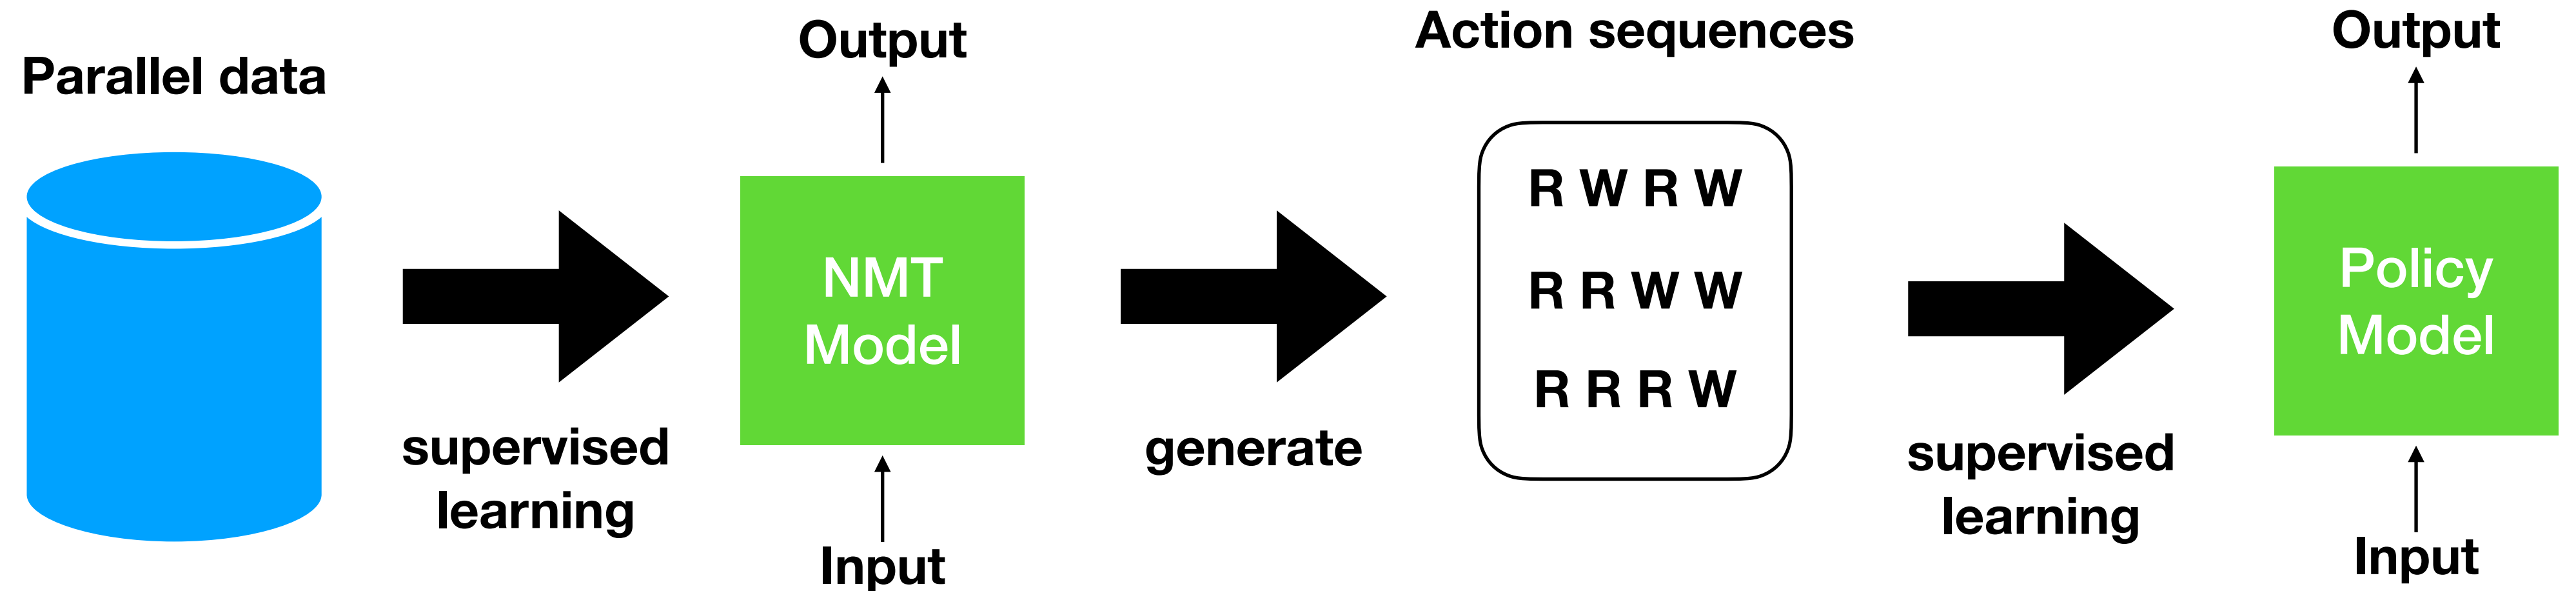 Parallel data
supervised
learning
Output
NMT
Model
Input
generate
Action sequences
R W R W
R R W W
R R R W
supervised
learning
Output
Policy
Model
Input